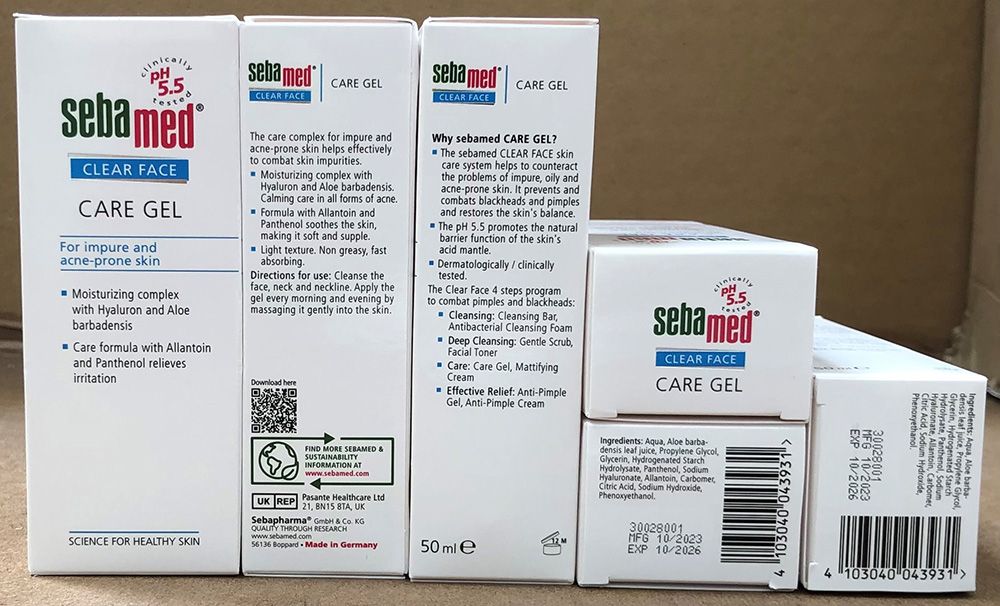 clinically
pH
5.5
tested
sebamed®
CLEAR FACE
CARE GEL
For impure and
acne-prone skin
Moisturizing complex
with Hyaluron and Aloe
barbadensis
Care formula with Allantoin
and Panthenol relieves
irritation
SCIENCE FOR HEALTHY SKIN
sebamed®
CLEAR FACE
CARE GEL
The care complex for impure and
acne-prone skin helps effectively
to combat skin impurities.
Moisturizing complex with
Hyaluron and Aloe barbadensis.
Calming care in all forms of acne.
Formula with Allantoin and
Panthenol soothes the skin,
making it soft and supple.
Light texture. Non greasy, fast
absorbing.
Directions for use: Cleanse the
face, neck and neckline. Apply the
gel every morning and evening by
massaging it gently into the skin.
Download here
FIND MORE SEBAMED &
SUSTAINABILITY
INFORMATION AT
www.sebamed.com
UK REP
Pasante Healthcare Ltd
21, BN15 8TA, UK
Sebapharma® GmbH & Co. KG
QUALITY THROUGH RESEARCH
www.sebamed.com
56136 Boppard • Made in Germany
sebamed®
CLEAR FACE
CARE GEL
Why sebamed CARE GEL?
The sebamed CLEAR FACE skin
care system helps to counteract
the problems of impure, oily and
acne-prone skin. It prevents and
combats blackheads and pimples
and restores the skin's balance.
The pH 5.5 promotes the natural
barrier function of the skin's
acid mantle.
Dermatologically / clinically
tested.
The Clear Face 4 steps program
to combat pimples and blackheads:
Cleansing: Cleansing Bar,
Antibacterial Cleansing Foam
Deep Cleansing: Gentle Scrub,
Facial Toner
Care: Care Gel, Mattifying
Cream
Effective Relief: Anti-Pimple
Gel, Anti-Pimple Cream
50 ml e
12 M
clinically
pH
5.5
tested
sebamed®
CLEAR FACE
CARE GEL
Ingredients: Aqua, Aloe barba-
densis leaf juice, Propylene Glycol,
Glycerin, Hydrogenated Starch
Hydrolysate, Panthenol, Sodium
Hyaluronate, Allantoin, Carbomer,
Citric Acid, Sodium Hydroxide,
Phenoxyethanol.
30028001
MFG 10/2023
EXP 10/2026
4 103040 043931 >
Ingredients: Aqua, Aloe barba-
densis leaf juice, Propylene Glycol,
Glycerin, Hydrogenated Starch
Hydrolysate, Panthenol, Sodium
Hyaluronate, Allantoin, Carbomer,
Citric Acid, Sodium Hydroxide,
Phenoxyethanol.
30028001
MFG 10/2023
EXP 10/2026
4 103040 043931 >